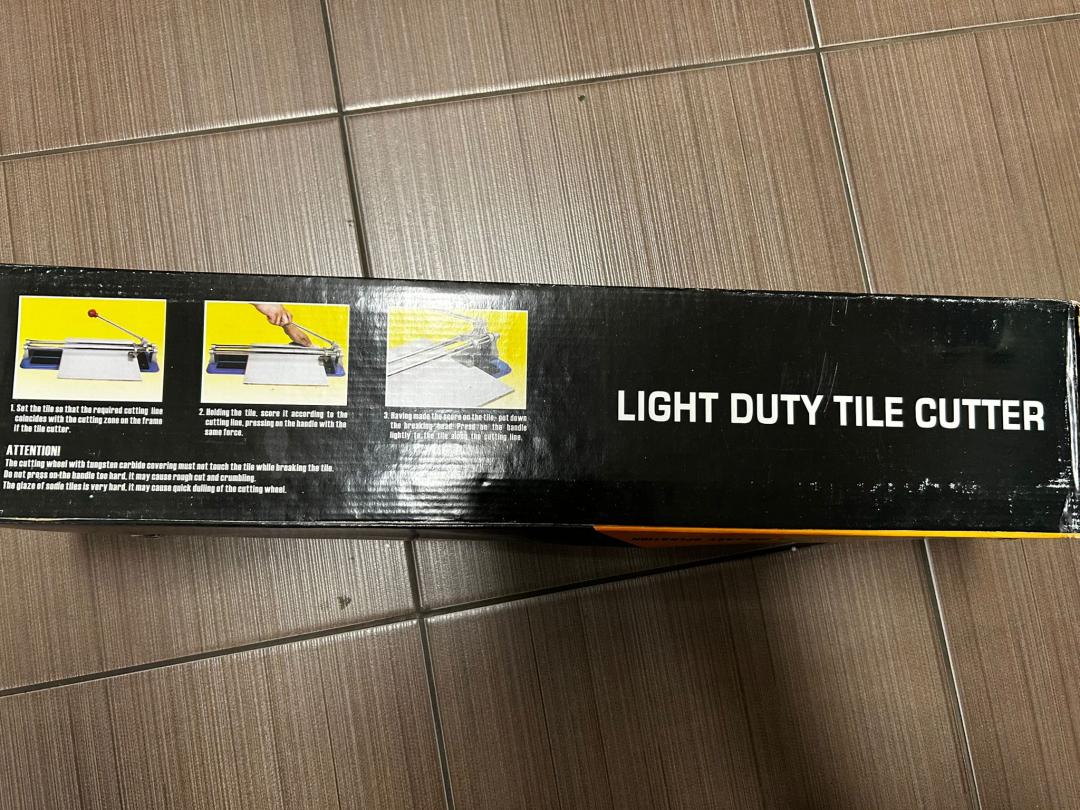 1. Set the tile so that the required cutting line
coincides with the cutting zone on the frame
if the tile cutter.
2. Holding the tile, score it according to the
cutting line, pressing on the handle with the
same force.
3. Having made the score on the tile, put down
the breaking head. Press on the handle
lightly to the tile along the cutting line.
ATTENTION!
The cutting wheel with tungsten carbide covering must not touch the tile while breaking the tile.
Do not press on the handle too hard, it may cause rough cut and crumbling.
The glaze of some tiles is very hard, it may cause quick dulling of the cutting wheel.
LIGHT DUTY TILE CUTTER
EASY OPERATION